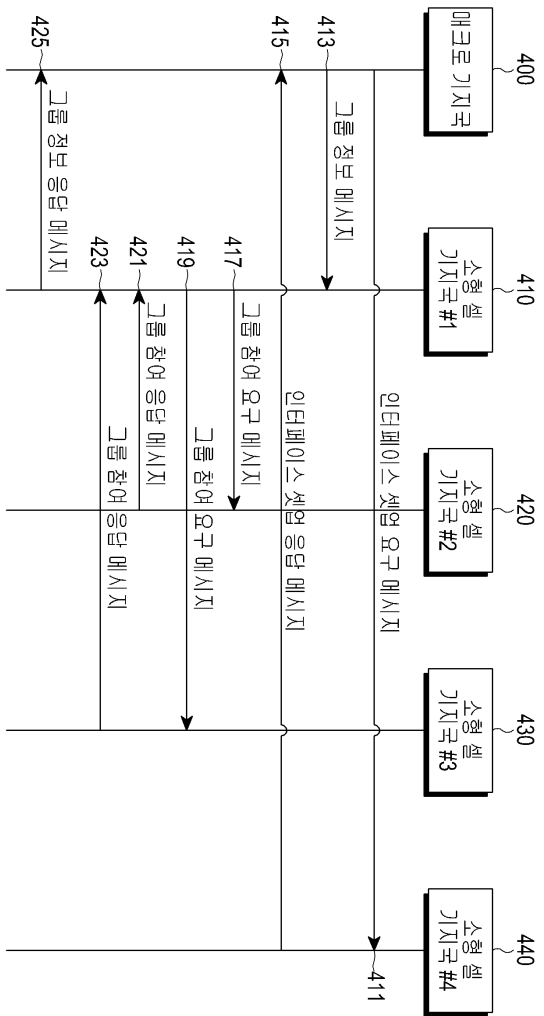 400
매크로 기지국
410
소형 셀
기지국 #1
420
소형 셀
기지국 #2
430
소형 셀
기지국 #3
440
소형 셀
기지국 #4
인터페이스 셋업 요구 메시지
411
413
그룹 정보 메시지
415
인터페이스 셋업 응답 메시지
417
그룹 참여 요구 메시지
419
그룹 참여 요구 메시지
421
그룹 참여 응답 메시지
423
그룹 참여 응답 메시지
425
그룹 정보 응답 메시지